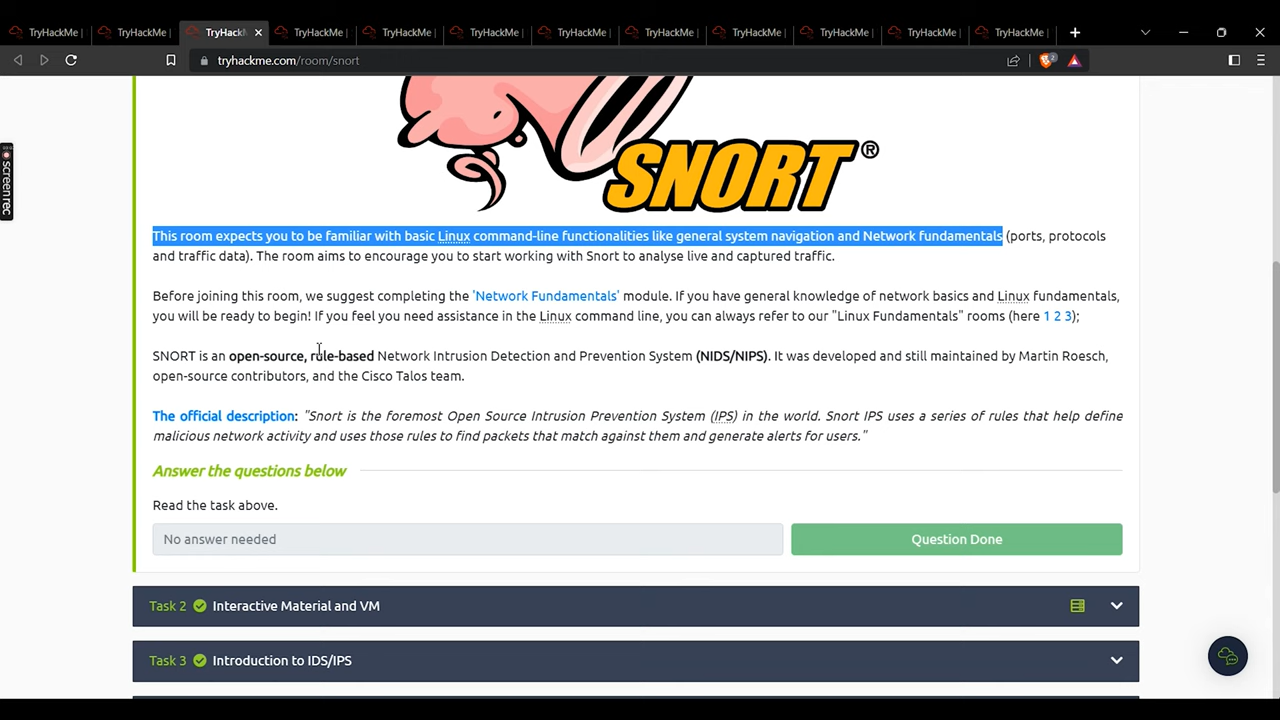 TryHackMe | TryHackMe | TryHackMe TryHackMe | TryHackMe | TryHackMe | TryHackMe | TryHackMe | TryHackMe | TryHackMe | TryHackMe | TryHackMe |
tryhackme.com/room/snort
2
screenrec
SNORT®
This room expects you to be familiar with basic Linux command-line functionalities like general system navigation and Network fundamentals (ports, protocols
and traffic data). The room aims to encourage you to start working with Snort to analyse live and captured traffic.
Before joining this room, we suggest completing the 'Network Fundamentals' module. If you have general knowledge of network basics and Linux fundamentals,
you will be ready to begin! If you feel you need assistance in the Linux command line, you can always refer to our "Linux Fundamentals" rooms (here 1 2 3);
SNORT is an open-source, rule-based Network Intrusion Detection and Prevention System (NIDS/NIPS). It was developed and still maintained by Martin Roesch,
open-source contributors, and the Cisco Talos team.
The official description: "Snort is the foremost Open Source Intrusion Prevention System (IPS) in the world. Snort IPS uses a series of rules that help define
malicious network activity and uses those rules to find packets that match against them and generate alerts for users."
Answer the questions below
Read the task above.
No answer needed
Question Done
Task 2 Interactive Material and VM
Task 3 Introduction to IDS/IPS